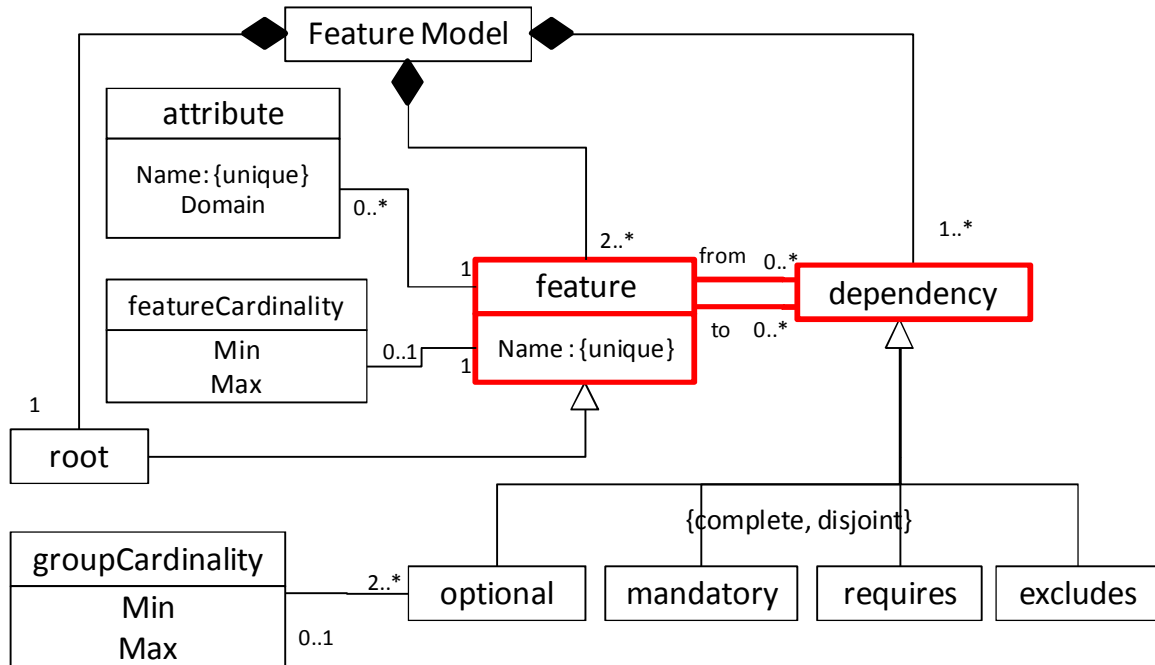 Feature Model
attribute
Name: {unique}
Domain
0..*
2..*
1..*
from
0..*
1
feature
dependency
featureCardinality
to
0..*
Min
Max
0..1
1
Name : {unique}
1
root
{complete, disjoint}
groupCardinality
Min
Max
2..*
0..1
optional
mandatory
requires
excludes